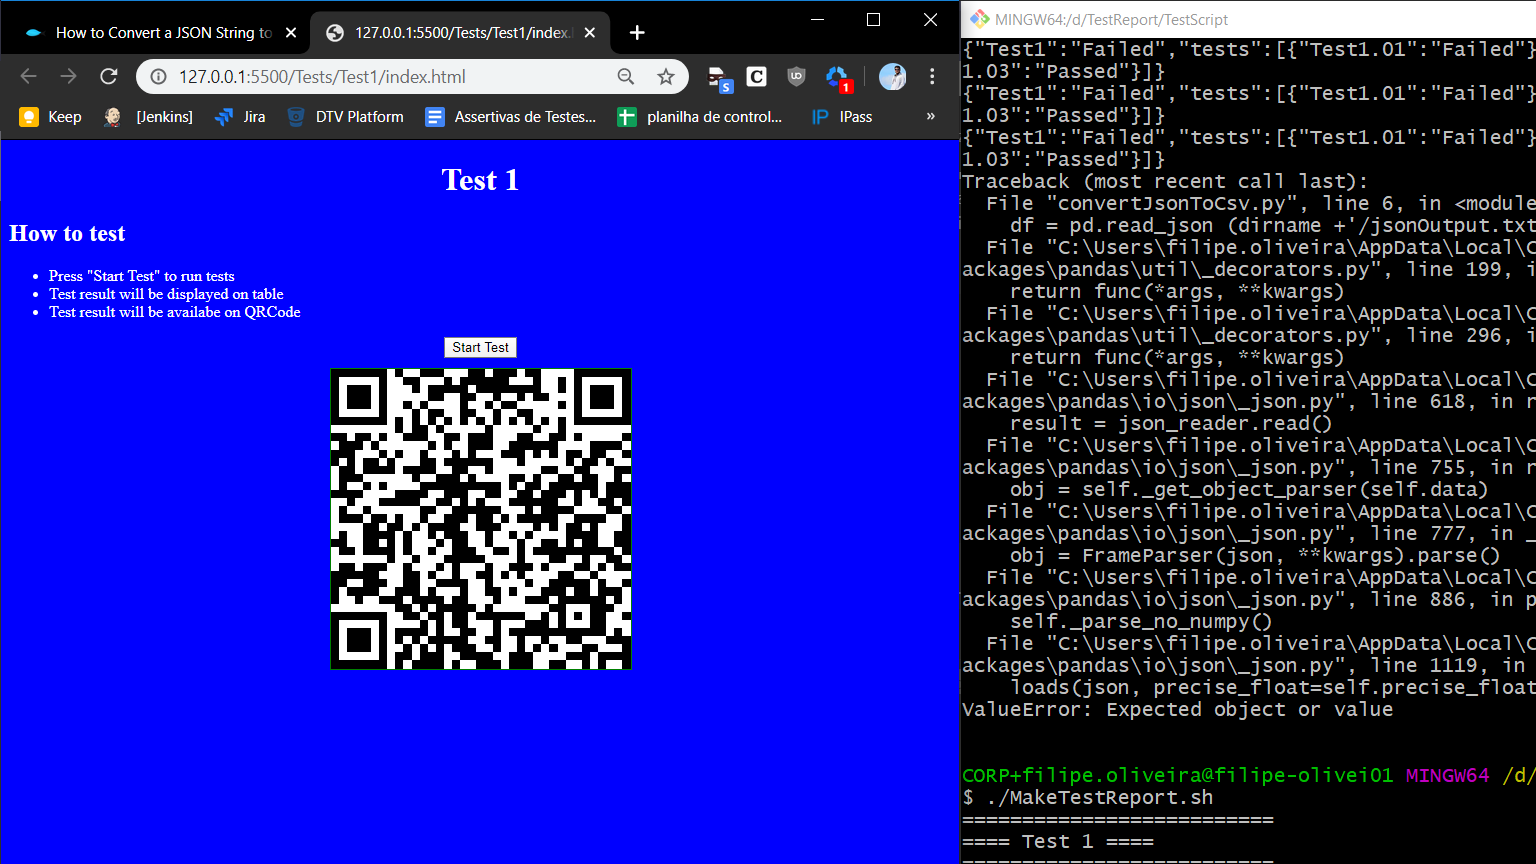 How to Convert a JSON String to
127.0.0.1:5500/Tests/Test1/index.
127.0.0.1:5500/Tests/Test1/index.html
S
C
1
Keep
[Jenkins]
Jira
DTV Platform
Assertivas de Testes...
planilha de control...
IP
IPass
»
Test 1
How to test
Press "Start Test" to run tests
Test result will be displayed on table
Test result will be availabe on QRCode
Start Test
MINGW64:/d/TestReport/TestScript
{"Test1":"Failed","tests":[{"Test1.01":"Failed"}
1.03":"Passed"}]}
{"Test1":"Failed","tests":[{"Test1.01":"Failed"}
1.03":"Passed"}]}
{"Test1":"Failed","tests":[{"Test1.01":"Failed"}
1.03":"Passed"}]}
Traceback (most recent call last):
File "convertJsonToCsv.py", line 6, in <module
df = pd.read_json (dirname +'/jsonOutput.txt
File "C:\Users\filipe.oliveira\AppData\Local\C
ackages\pandas\util\_decorators.py", line 199, i
return func(*args, **kwargs)
File "C:\Users\filipe.oliveira\AppData\Local\C
ackages\pandas\util\_decorators.py", line 296, i
return func(*args, **kwargs)
File "C:\Users\filipe.oliveira\AppData\Local\C
ackages\pandas\io\json\_json.py", line 618, in r
result = json_reader.read()
File "C:\Users\filipe.oliveira\AppData\Local\C
ackages\pandas\io\json\_json.py", line 755, in r
obj = self._get_object_parser(self.data)
File "C:\Users\filipe.oliveira\AppData\Local\C
ackages\pandas\io\json\_json.py", line 777, in _
obj = FrameParser(json, **kwargs).parse()
File "C:\Users\filipe.oliveira\AppData\Local\C
ackages\pandas\io\json\_json.py", line 886, in p
self._parse_no_numpy()
File "C:\Users\filipe.oliveira\AppData\Local\C
ackages\pandas\io\json\_json.py", line 1119, in
loads(json, precise_float=self.precise_float
ValueError: Expected object or value
CORP+filipe.oliveira@filipe-olivei01 MINGW64 /d/
$ ./MakeTestReport.sh
==========================
==== Test 1 ====
==========================